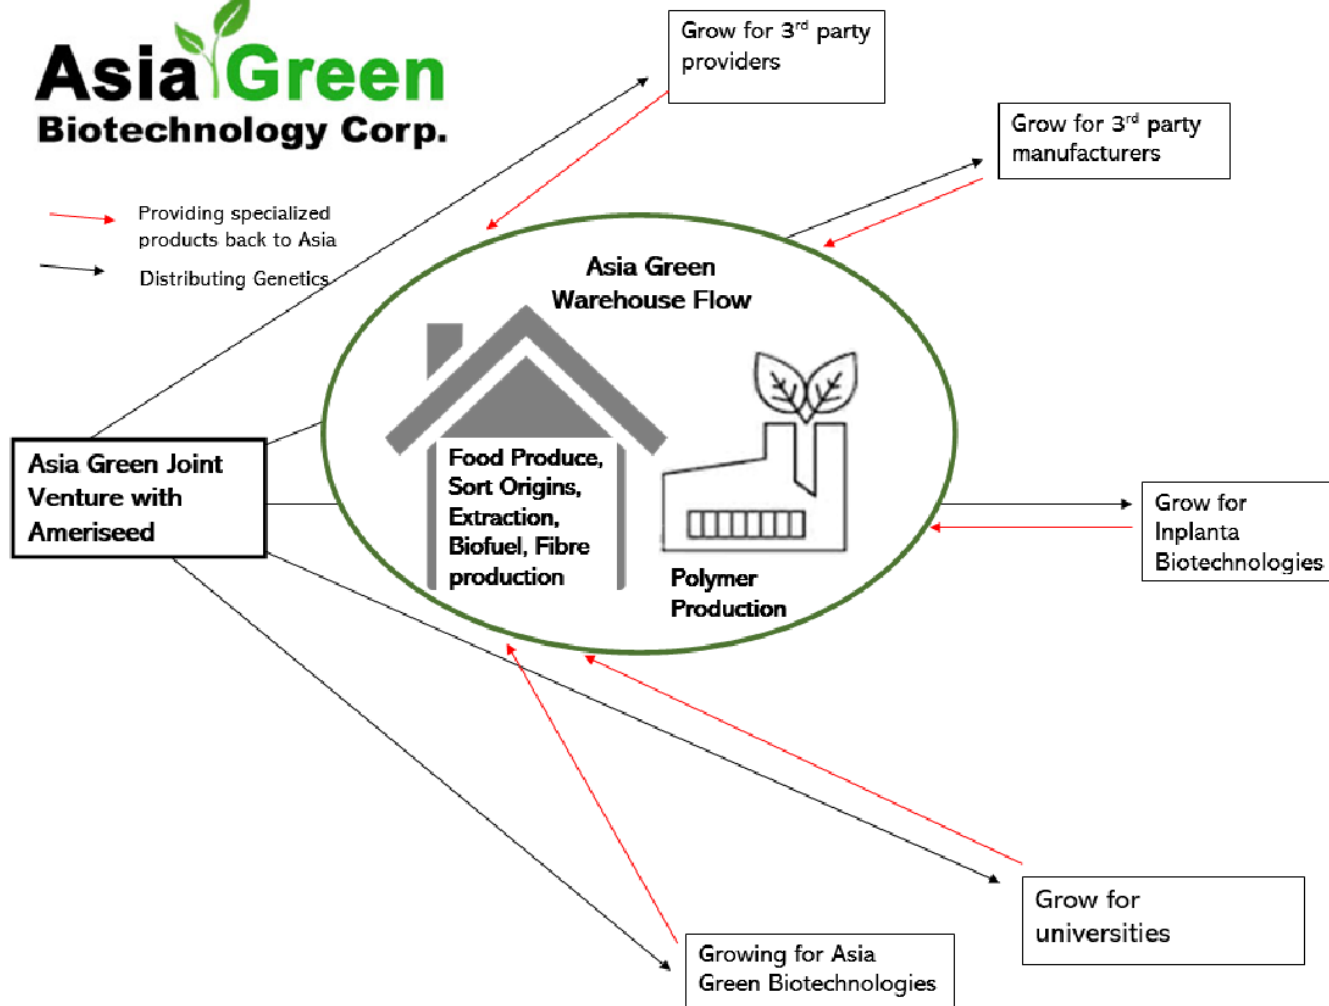 Asia Green
Biotechnology Corp.
Grow for 3rd party
providers
Grow for 3rd party
manufacturers
Providing specialized
products back to Asia
Distributing Genetics
Asia Green
Warehouse Flow
Asia Green Joint
Venture with
Ameriseed
Food Produce,
Sort Origins,
Extraction,
Biofuel, Fibre
production
Polymer
Production
Grow for
Inplanta
Biotechnologies
Grow for
universities
Growing for Asia
Green Biotechnologies